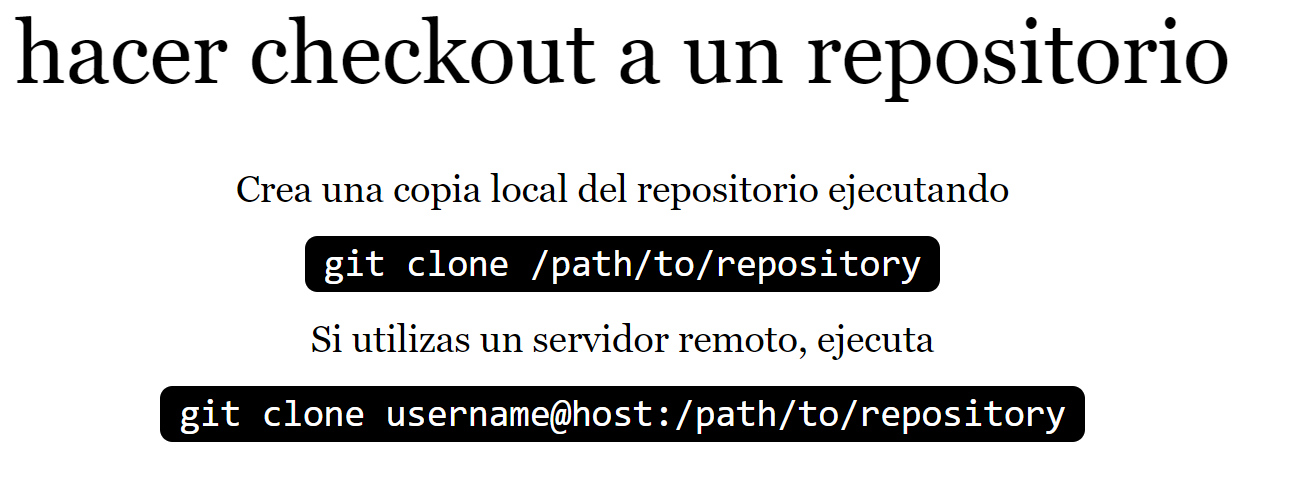 hacer checkout a un repositorio
Crea una copia local del repositorio ejecutando
git clone /path/to/repository
Si utilizas un servidor remoto, ejecuta
git clone username@host:/path/to/repository